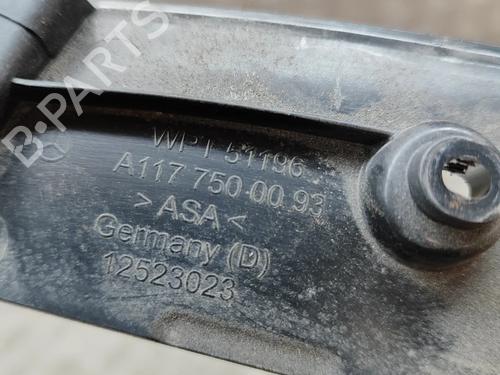 B-PARTS
WPT 51196
A117 750 00 93
>ASA<
Germany (D)
12523023